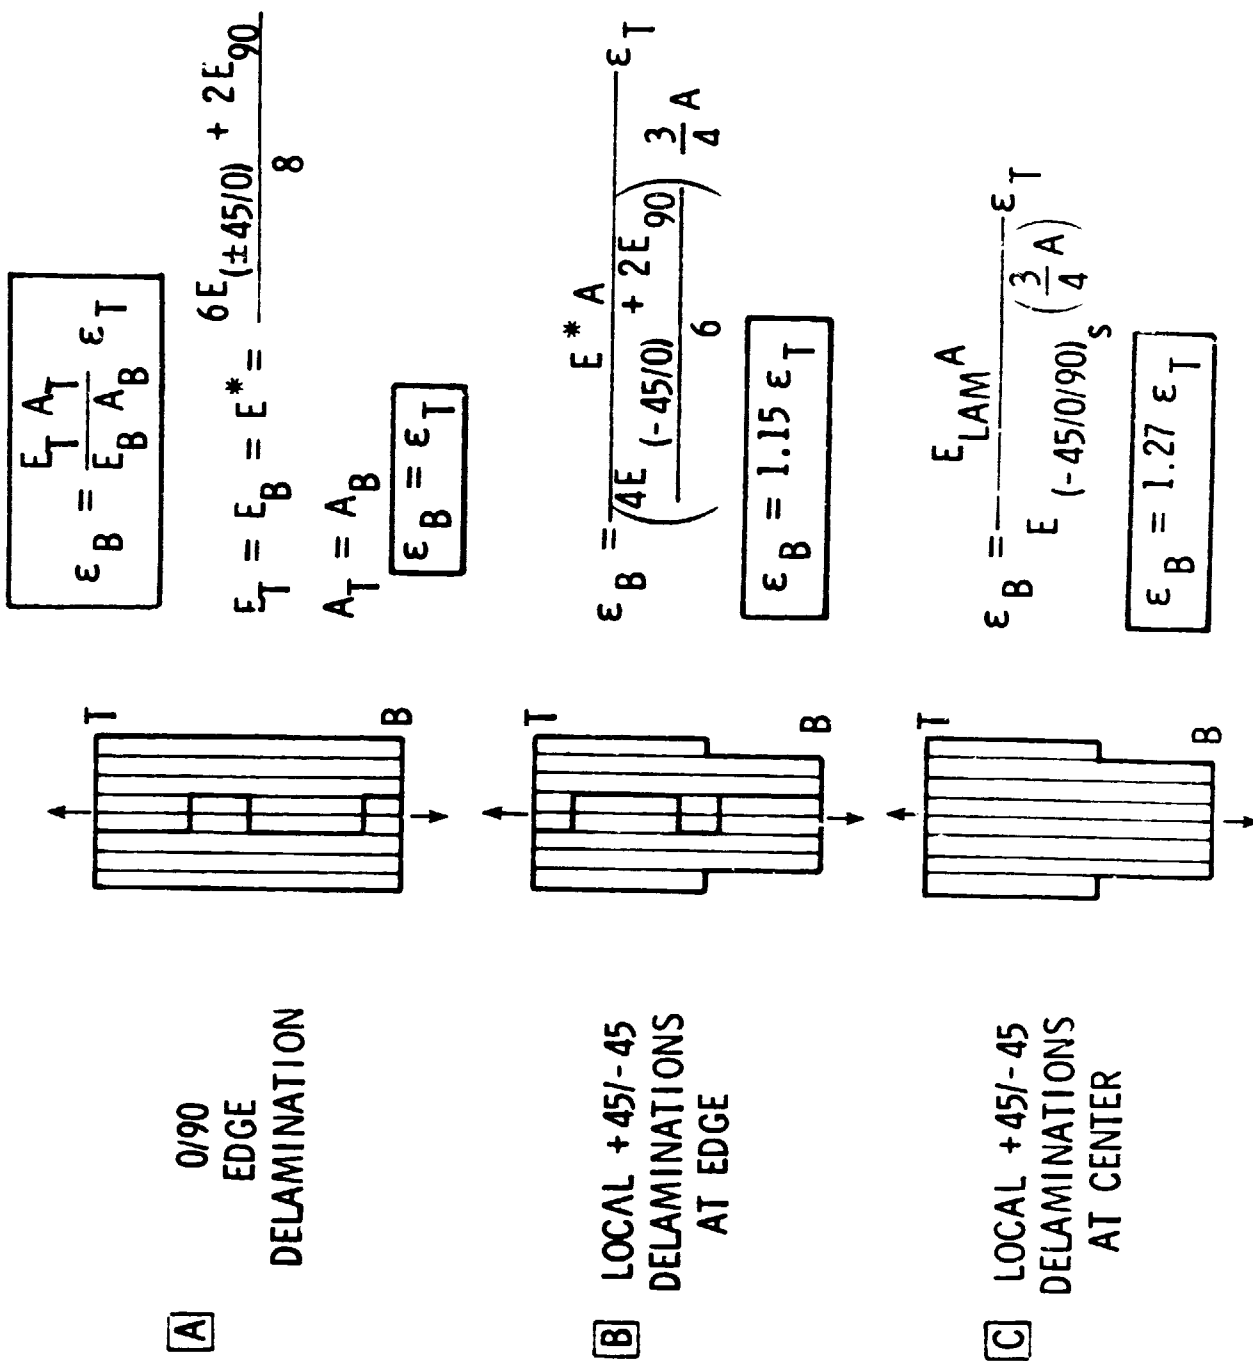 ε_B = (E_T A_T) / (E_B A_B) ε_T
A
0/90
EDGE
DELAMINATION
T
B
E_T = E_B = E* = (6E_(±45/0) + 2E_90) / 8
A_T = A_B
ε_B = ε_T
B
LOCAL +45/-45
DELAMINATIONS
AT EDGE
T
B
ε_B = (E* A) / (((4E_(-45/0) + 2E_90) / 6) 3/4 A) ε_T
ε_B = 1.15 ε_T
C
LOCAL +45/-45
DELAMINATIONS
AT CENTER
T
B
ε_B = (E_LAM A) / (E_(-45/0/90)_S (3/4 A)) ε_T
ε_B = 1.27 ε_T